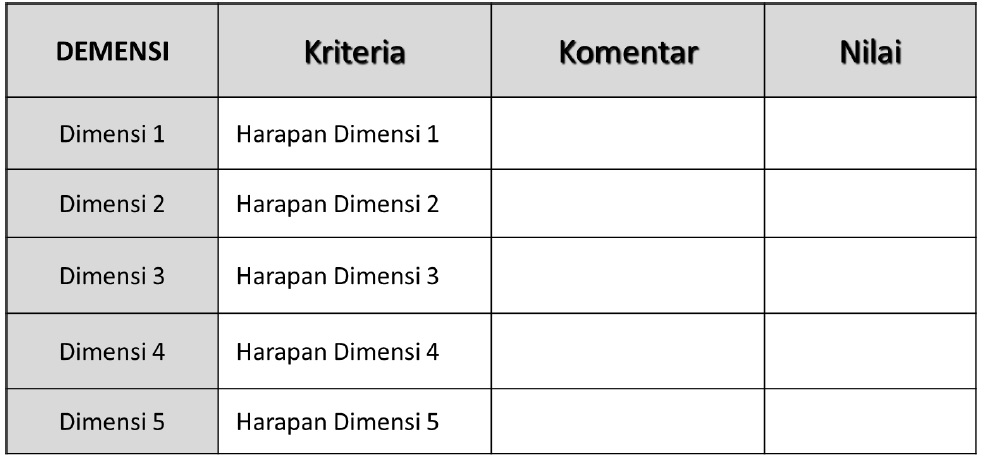 DEMENSI Kriteria Komentar Nilai
Dimensi 1 Harapan Dimensi 1
Dimensi 2 Harapan Dimensi 2
Dimensi 3 Harapan Dimensi 3
Dimensi 4 Harapan Dimensi 4
Dimensi 5 Harapan Dimensi 5